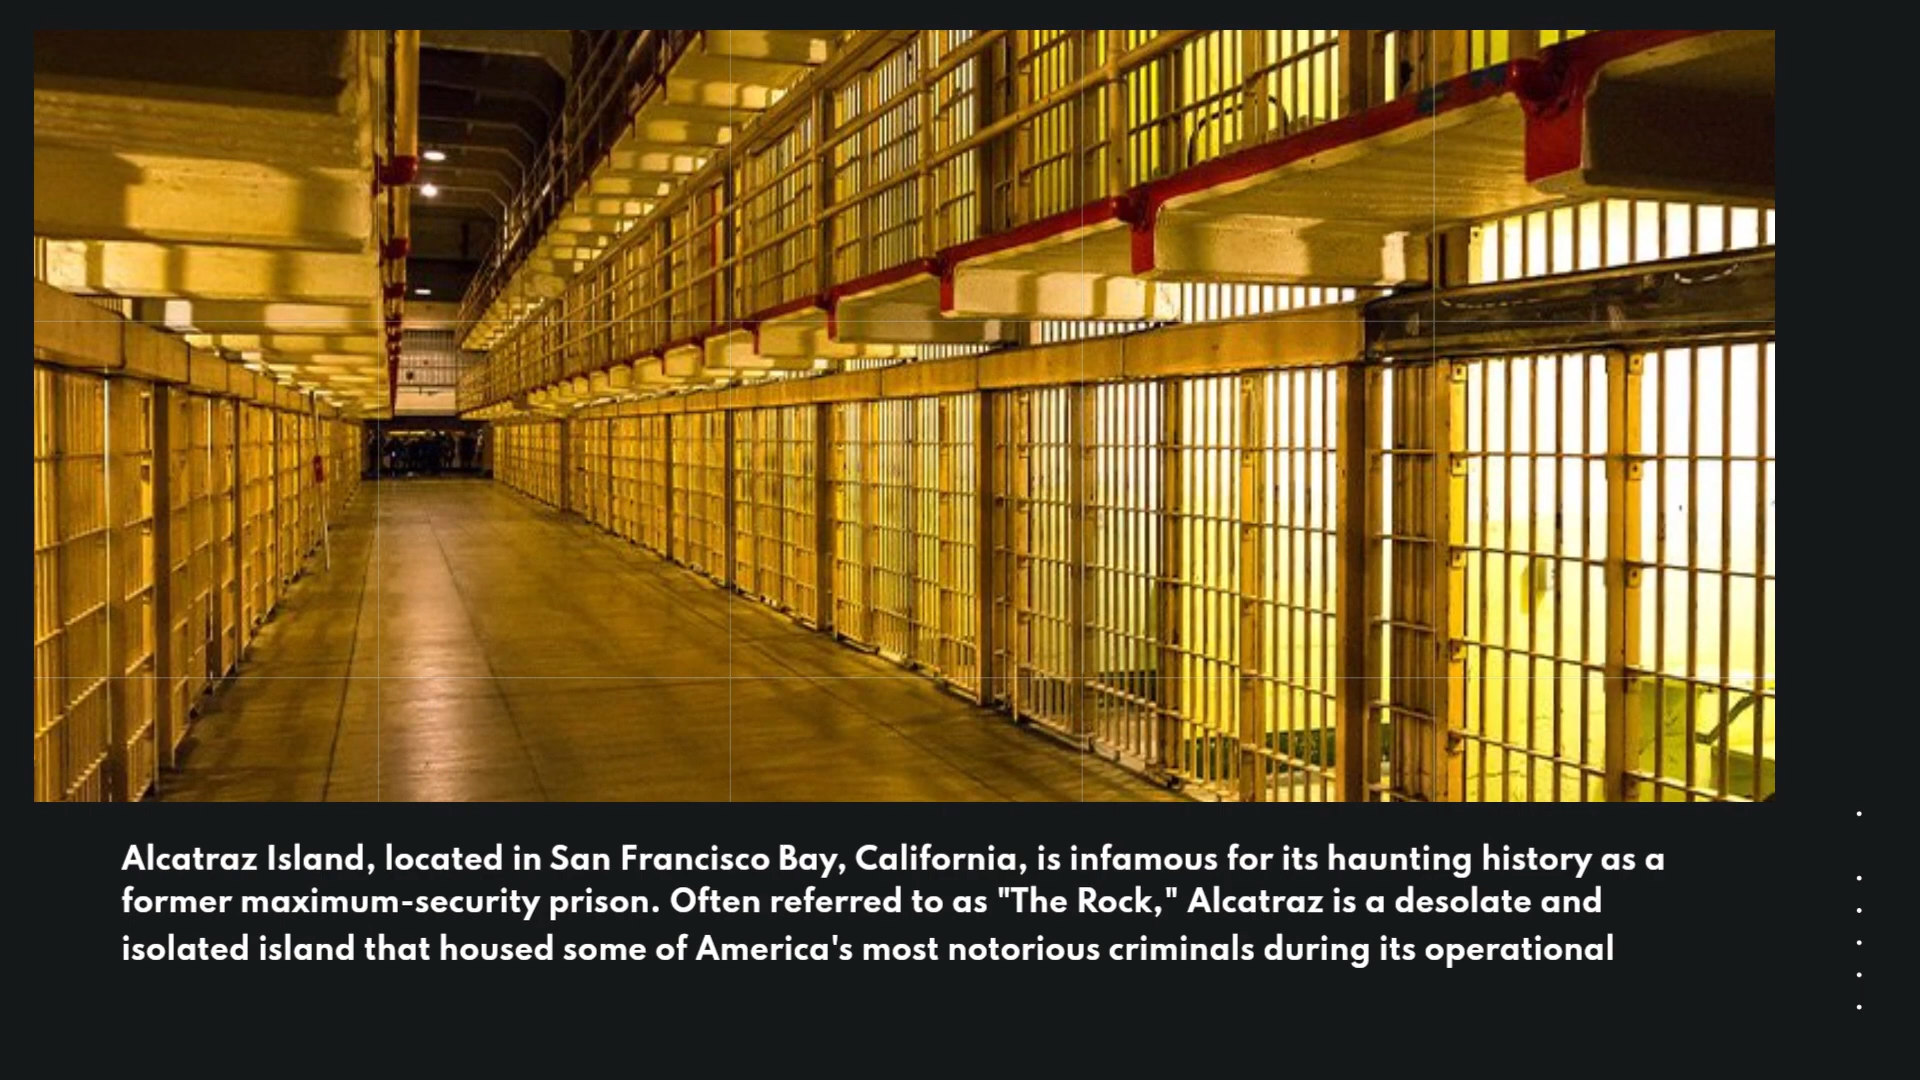 Alcatraz Island, located in San Francisco Bay, California, is infamous for its haunting history as a
former maximum-security prison. Often referred to as "The Rock," Alcatraz is a desolate and
isolated island that housed some of America's most notorious criminals during its operational